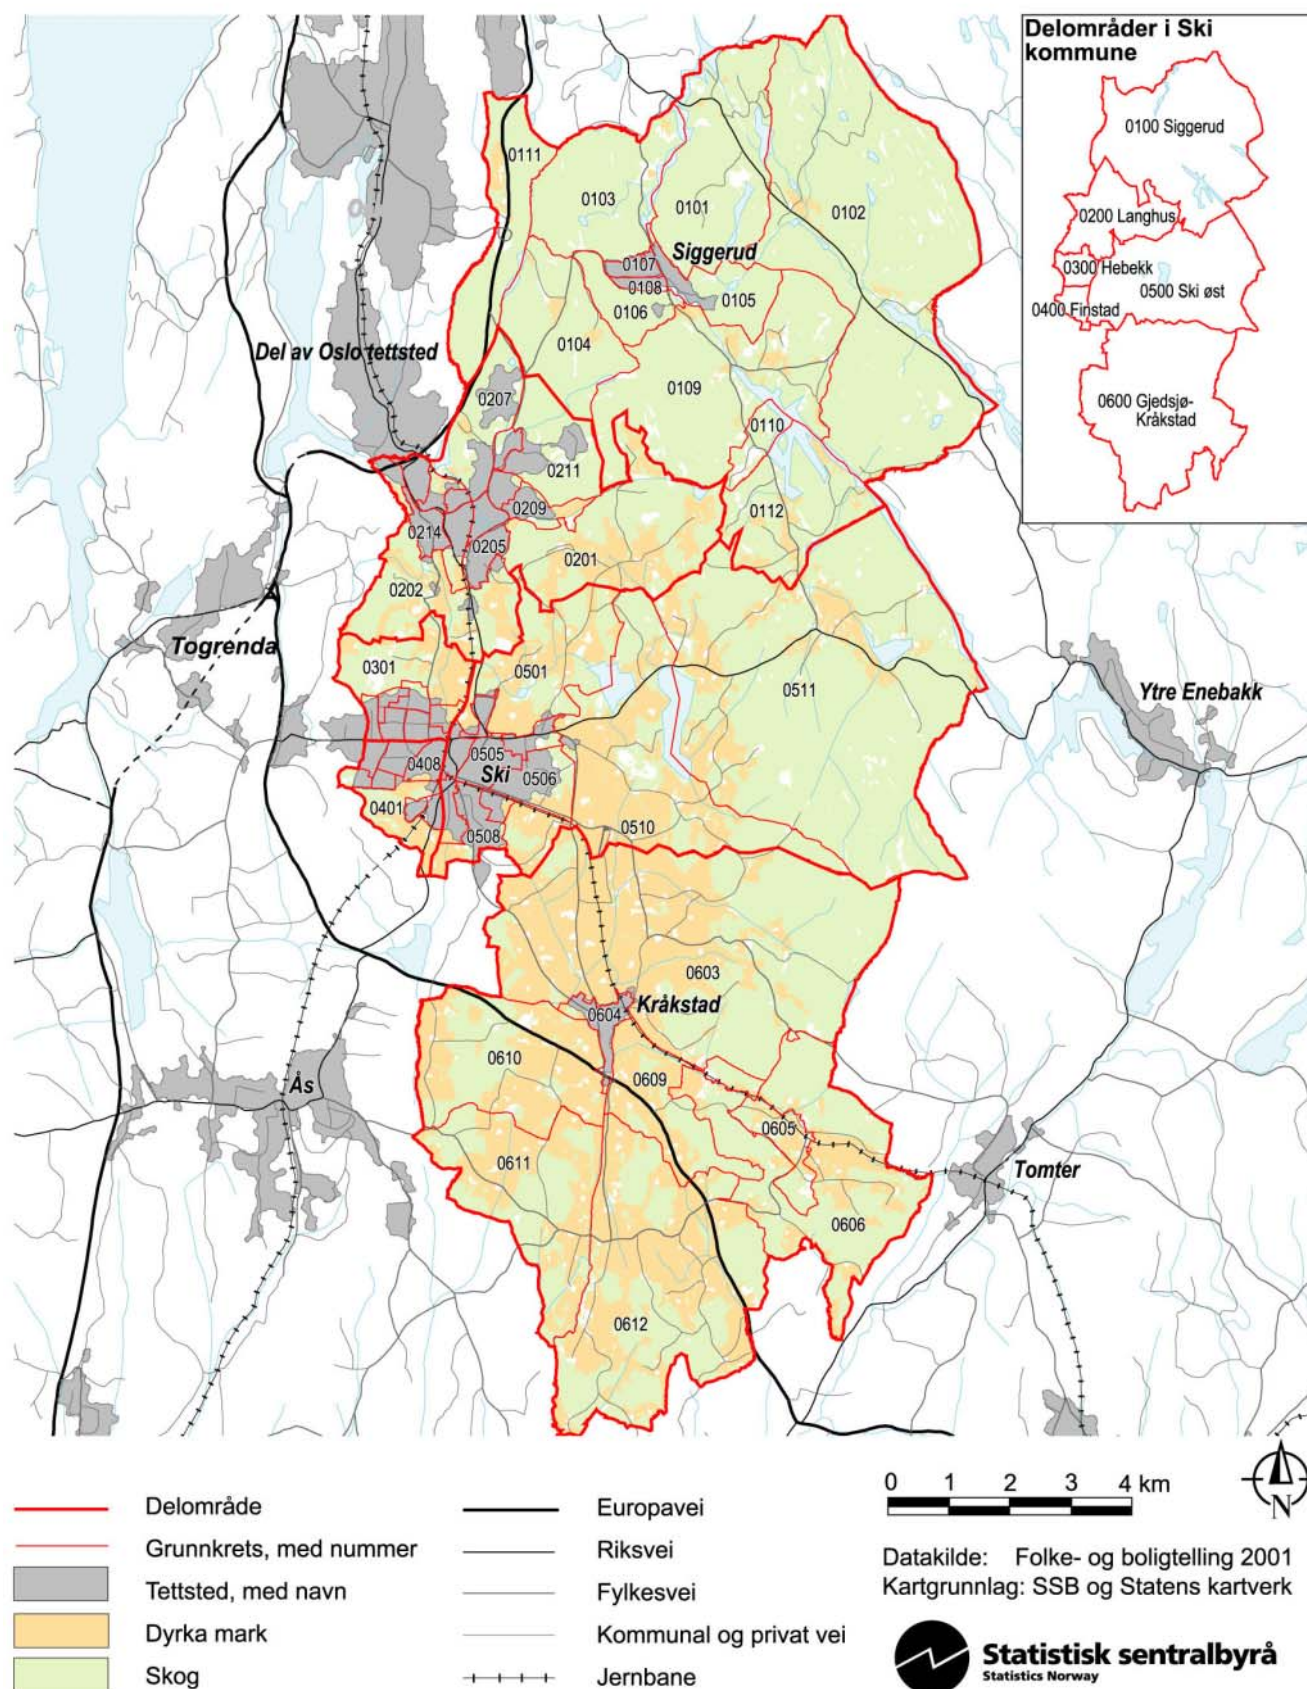 Delområder i Ski
kommune
0100 Siggerud
0200 Langhus
0300 Hebekk
0500 Ski øst
0400 Finstad
0600 Gjedsjø-
Kråkstad
0111
0103
0101
0102
Siggerud
0107
0108
0105
0106
Del av Oslo tettsted
0104
0207
0109
0110
0211
0209
0112
0214
0205
0201
0202
Togrenda
0301
0501
0511
Ytre Enebakk
0505
0408
Ski
0506
0401
0508
0510
0603
Kråkstad
0604
0610
0609
Ås
0605
0611
Tomter
0606
0612
Delområde
Grunnkrets, med nummer
Tettsted, med navn
Dyrka mark
Skog
Europavei
Riksvei
Fylkesvei
Kommunal og privat vei
Jernbane
0 1 2 3 4 km
N
Datakilde: Folke- og boligtelling 2001
Kartgrunnlag: SSB og Statens kartverk
Statistisk sentralbyrå
Statistics Norway